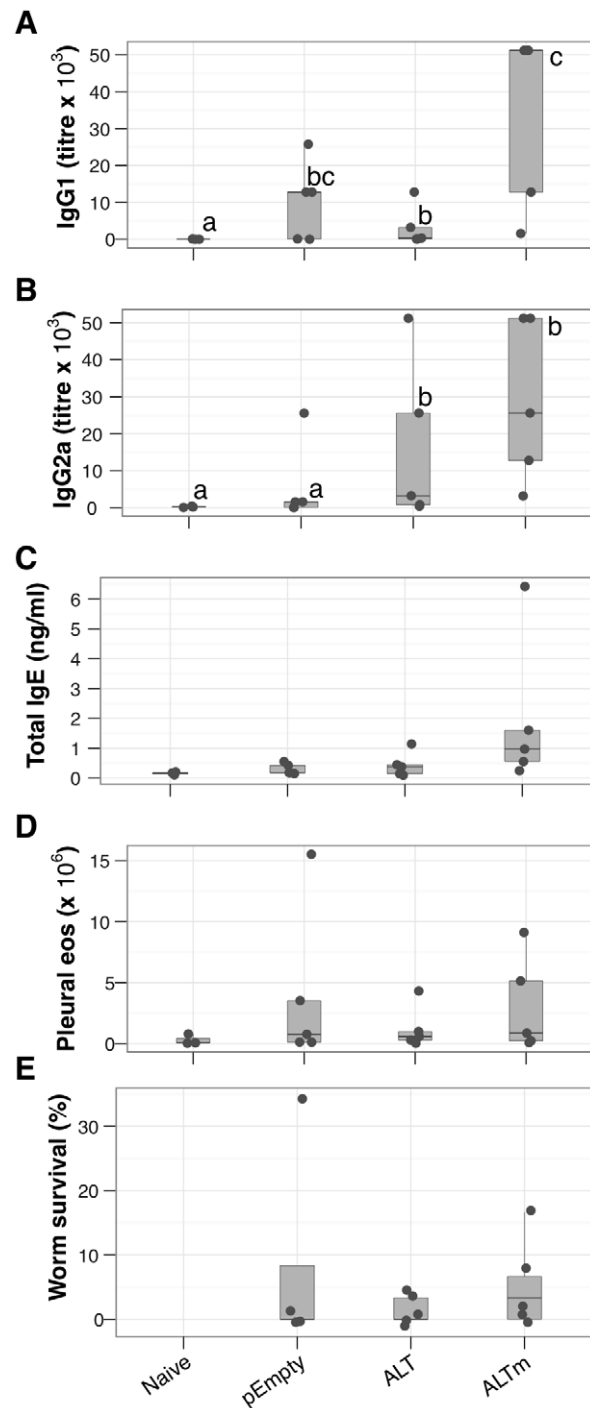 A
IgG1 (titre x 10³)
50
40
30
20
10
0
a
bc
b
c
B
IgG2a (titre x 10³)
50
40
30
20
10
0
a
a
b
b
C
Total IgE (ng/ml)
6
5
4
3
2
1
0
D
Pleural eos (x 10⁶)
15
10
5
0
E
Worm survival (%)
30
20
10
0
Naive
pEmpty
ALT
ALTm